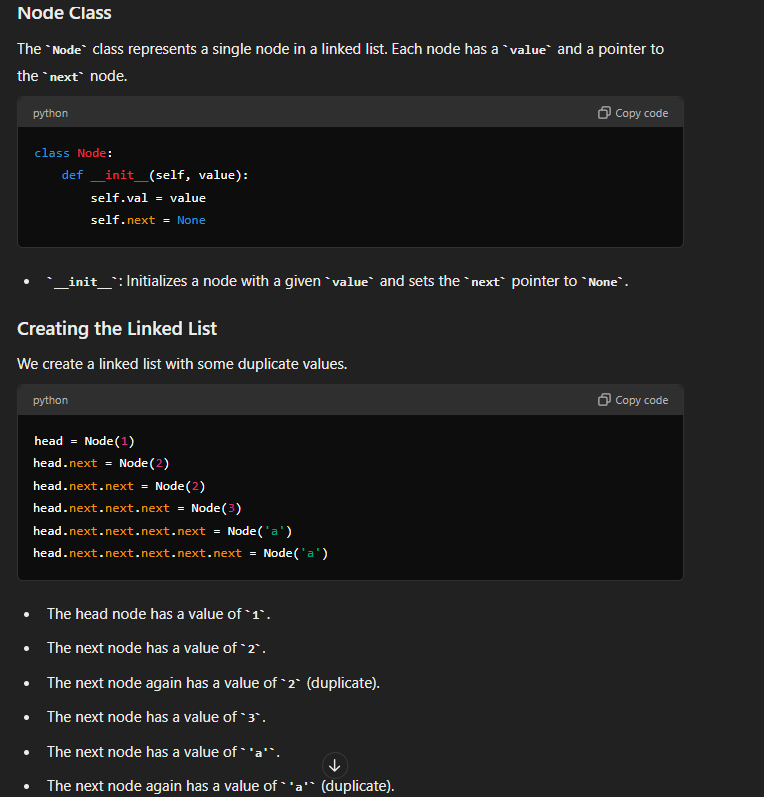 Node Class
The `Node` class represents a single node in a linked list. Each node has a `value` and a pointer to
the `next` node.
python
Copy code
class Node:
    def __init__(self, value):
        self.val = value
        self.next = None
• `__init__`: Initializes a node with a given `value` and sets the `next` pointer to `None`.
Creating the Linked List
We create a linked list with some duplicate values.
python
Copy code
head = Node(1)
head.next = Node(2)
head.next.next = Node(2)
head.next.next.next = Node(3)
head.next.next.next.next = Node('a')
head.next.next.next.next.next = Node('a')
• The head node has a value of `1`.
• The next node has a value of `2`.
• The next node again has a value of `2` (duplicate).
• The next node has a value of `3`.
• The next node has a value of `'a'`.
• The next node again has a value of `'a'` (duplicate).